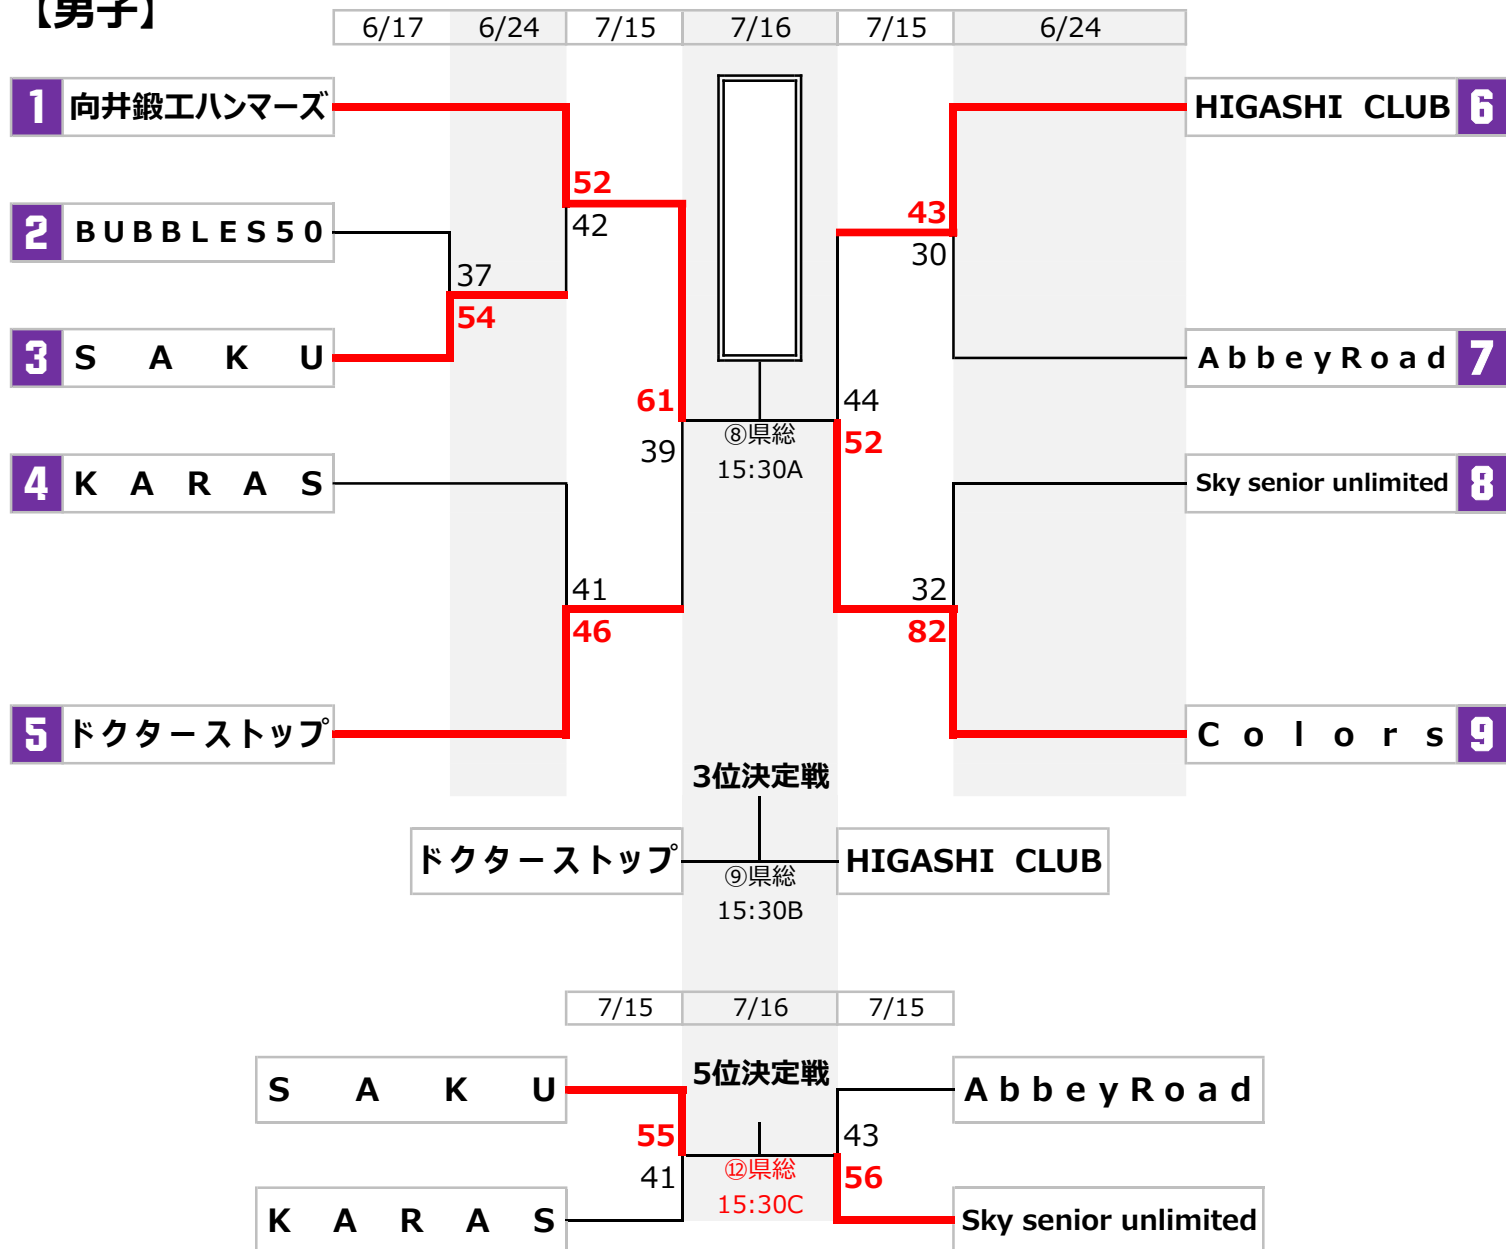 【男子】
6/17 6/24 7/15 7/16 7/15 6/24
1 向井鍛工ハンマーズ
HIGASHI CLUB 6
52
42
43
30
2 BUBBLES50
37
54
3 SAKU
AbbeyRoad 7
61
39
44
52
⑧県総
15:30A
4 KARAS
Sky senior unlimited 8
41
46
32
82
5 ドクターストップ
Colors 9
3位決定戦
ドクターストップ
HIGASHI CLUB
⑨県総
15:30B
7/15 7/16 7/15
5位決定戦
SAKU
AbbeyRoad
55
41
43
56
⑫県総
15:30C
KARAS
Sky senior unlimited